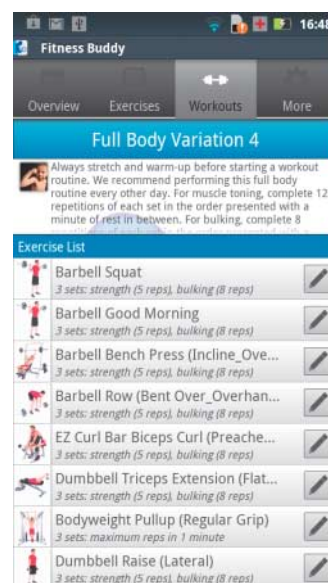 16:48
Fitness Buddy
Overview Exercises Workouts More
Full Body Variation 4
Always stretch and warm-up before starting a workout
routine. We recommend performing this full body
routine every other day. For muscle toning, complete 12
repetitions of each set in the order presented with a
minute of rest in between. For bulking, complete 8
Exercise List
Barbell Squat
3 sets: strength (5 reps), bulking (8 reps)
Barbell Good Morning
3 sets: strength (5 reps), bulking (8 reps)
Barbell Bench Press (Incline_Ove...
3 sets: strength (5 reps), bulking (8 reps)
Barbell Row (Bent Over_Overhan...
3 sets: strength (5 reps), bulking (8 reps)
EZ Curl Bar Biceps Curl (Preache...
3 sets: strength (5 reps), bulking (8 reps)
Dumbbell Triceps Extension (Flat...
3 sets: strength (5 reps), bulking (8 reps)
Bodyweight Pullup (Regular Grip)
3 sets: maximum reps in 1 minute
Dumbbell Raise (Lateral)
3 sets: strength (5 reps), bulking (8 reps)